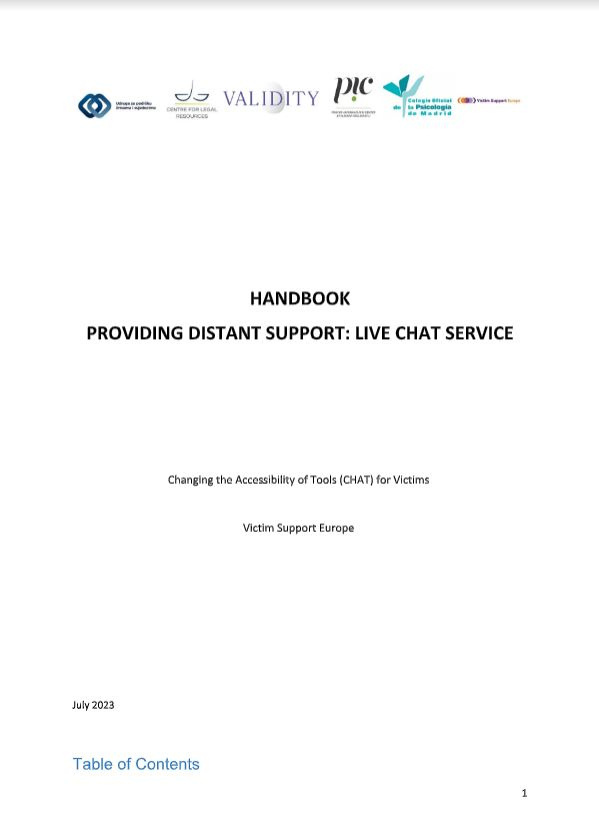 Udruga za podršku
žrtvama i svjedocima
CENTRE FOR LEGAL
RESOURCES
VALIDITY
pic
Colegio Oficial
de la Psicología
de Madrid
Victim Support Europe
HANDBOOK
PROVIDING DISTANT SUPPORT: LIVE CHAT SERVICE
Changing the Accessibility of Tools (CHAT) for Victims
Victim Support Europe
July 2023
Table of Contents
1